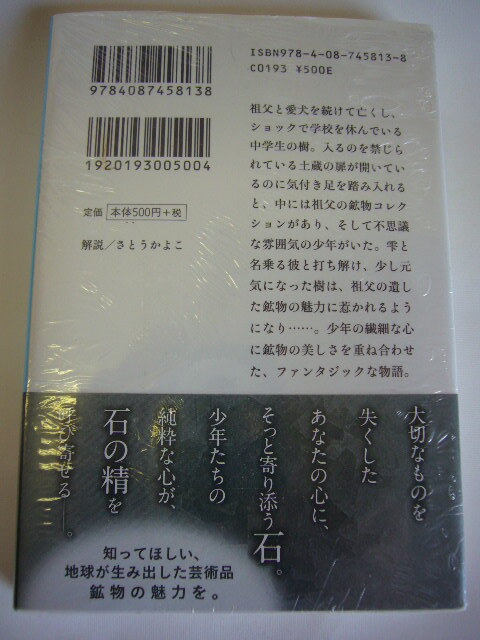 ISBN978-4-08-745813-8
C0193 ¥500E
9784087458138
1920193005004
定価 本体500円+税
解説/さとうかよこ
祖父と愛犬を続けて亡くし、
ショックで学校を休んでいる
中学生の樹。入るのを禁じら
れている土蔵の扉が開いてい
るのに気付き足を踏み入れる
と、中には祖父の鉱物コレク
ションがあり、そして不思議
な雰囲気の少年がいた。雫と
名乗る彼と打ち解け、少し元
気になった樹は、祖父の遺し
た鉱物の魅力に惹かれるよう
になり……。少年の繊細な心
に鉱物の美しさを重ね合わせ
た、ファンタジックな物語。
大切なものを
失くした
あなたの心に、
そっと寄り添う石。
少年たちの
純粋な心が、
石の精を
呼び寄せる――。
知ってほしい、
地球が生み出した芸術品
鉱物の魅力を。